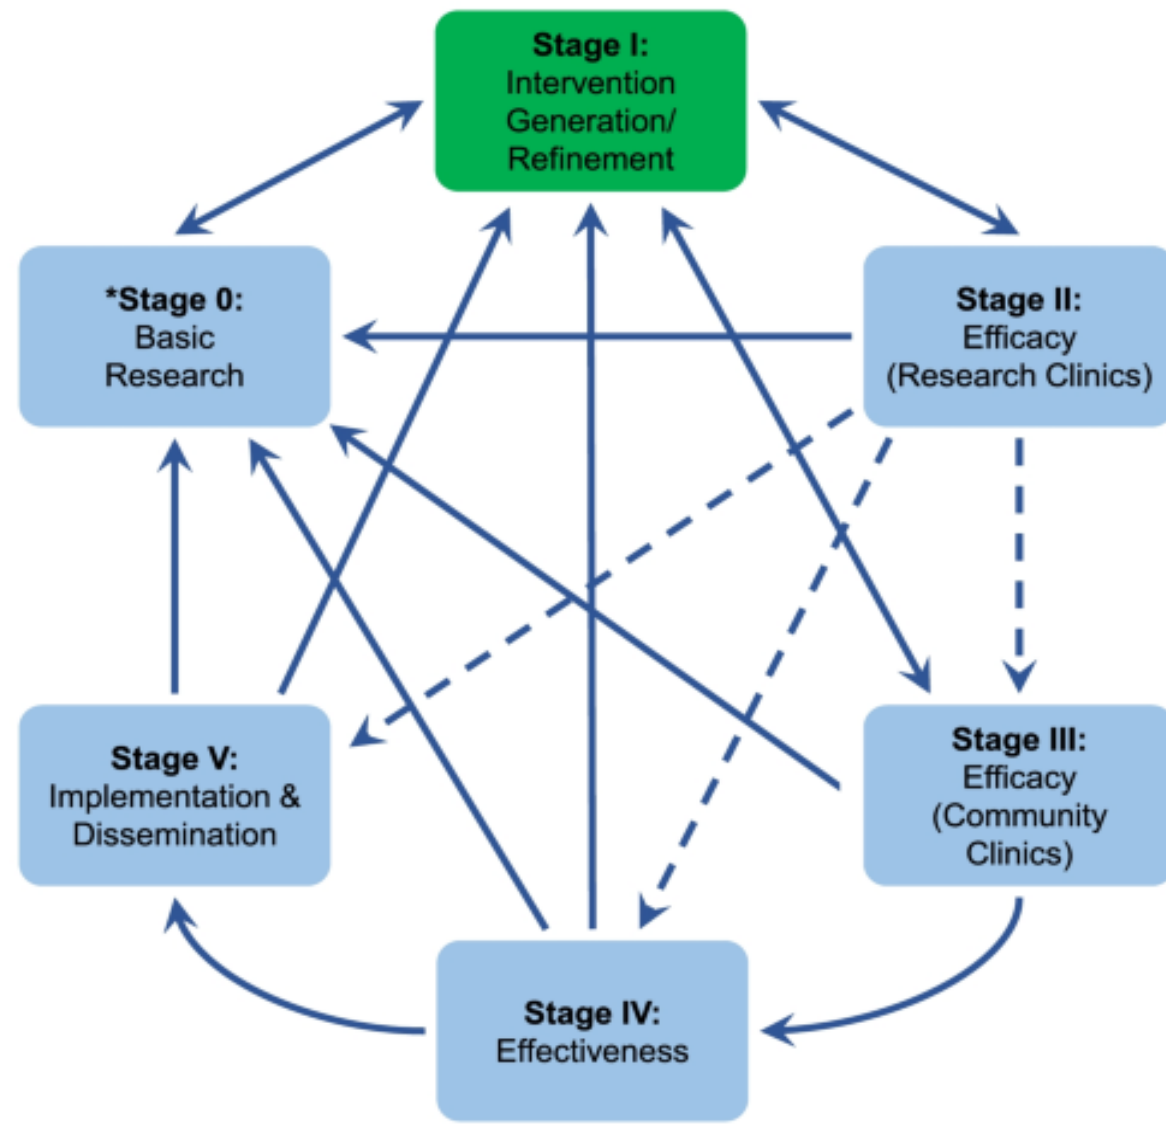 Stage I:
Intervention
Generation/
Refinement
*Stage 0:
Basic
Research
Stage II:
Efficacy
(Research Clinics)
Stage V:
Implementation &
Dissemination
Stage III:
Efficacy
(Community
Clinics)
Stage IV:
Effectiveness